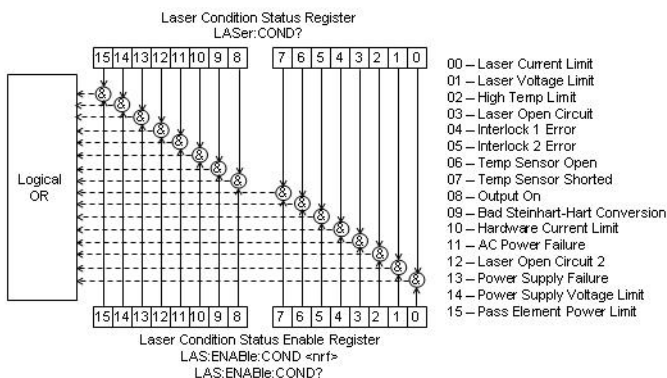 Laser Condition Status Register
LASer:COND?
15 14 13 12 11 10 9 8 7 6 5 4 3 2 1 0
& & & & & & & & & & & & & & & &
Logical
OR
15 14 13 12 11 10 9 8 7 6 5 4 3 2 1 0
Laser Condition Status Enable Register
LAS:ENABle:COND <nrf>
LAS:ENABle:COND?
00 – Laser Current Limit
01 – Laser Voltage Limit
02 – High Temp Limit
03 – Laser Open Circuit
04 – Interlock 1 Error
05 – Interlock 2 Error
06 – Temp Sensor Open
07 – Temp Sensor Shorted
08 – Output On
09 – Bad Steinhart-Hart Conversion
10 – Hardware Current Limit
11 – AC Power Failure
12 – Laser Open Circuit 2
13 – Power Supply Failure
14 – Power Supply Voltage Limit
15 – Pass Element Power Limit